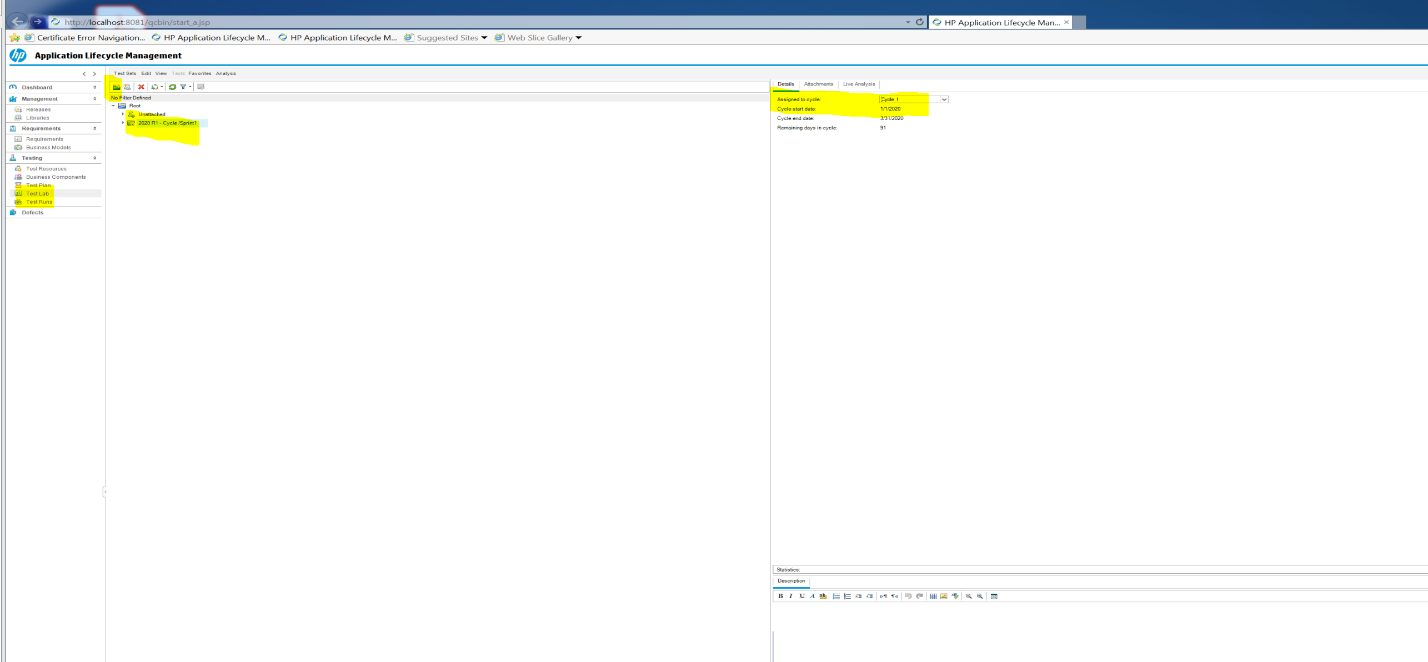 http://localhost:8081/qcbin/start_a.jsp
HP Application Lifecycle Man...
Certificate Error Navigation... HP Application Lifecycle M... HP Application Lifecycle M... Suggested Sites Web Slice Gallery
hp Application Lifecycle Management
Test Sets Edit View Tests Favorites Analysis
Dashboard
Management
Releases
Libraries
Requirements
Requirements
Business Models
Testing
Test Resources
Business Components
Test Plan
Test Lab
Test Runs
Defects
No Filter Defined
Root
Unattached
2020 R1 - Cycle /Sprint1
Details Attachments Live Analysis
Assigned to cycle: Cycle 1
Cycle start date: 1/1/2020
Cycle end date: 3/31/2020
Remaining days in cycle: 91
Statistics:
Description
B I U A ab